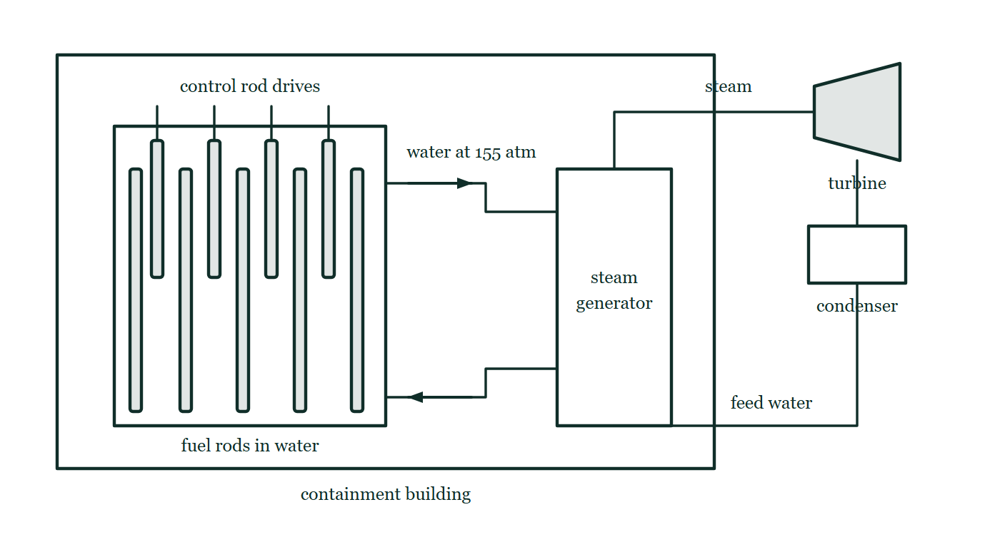 control rod drives
steam
water at 155 atm
turbine
steam
generator
condenser
feed water
fuel rods in water
containment building